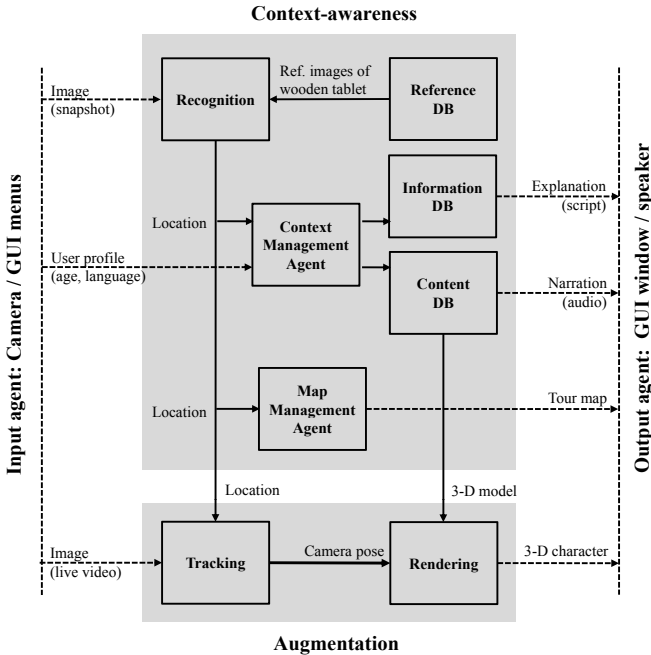 Context-awareness
Image
(snapshot)
Recognition
Ref. images of
wooden tablet
Reference
DB
Information
DB
Explanation
(script)
Location
Context
Management
Agent
User profile
(age, language)
Content
DB
Narration
(audio)
Map
Management
Agent
Location
Tour map
Location
3-D model
Image
(live video)
Tracking
Camera pose
Rendering
3-D character
Augmentation
Input agent: Camera / GUI menus
Output agent: GUI window / speaker